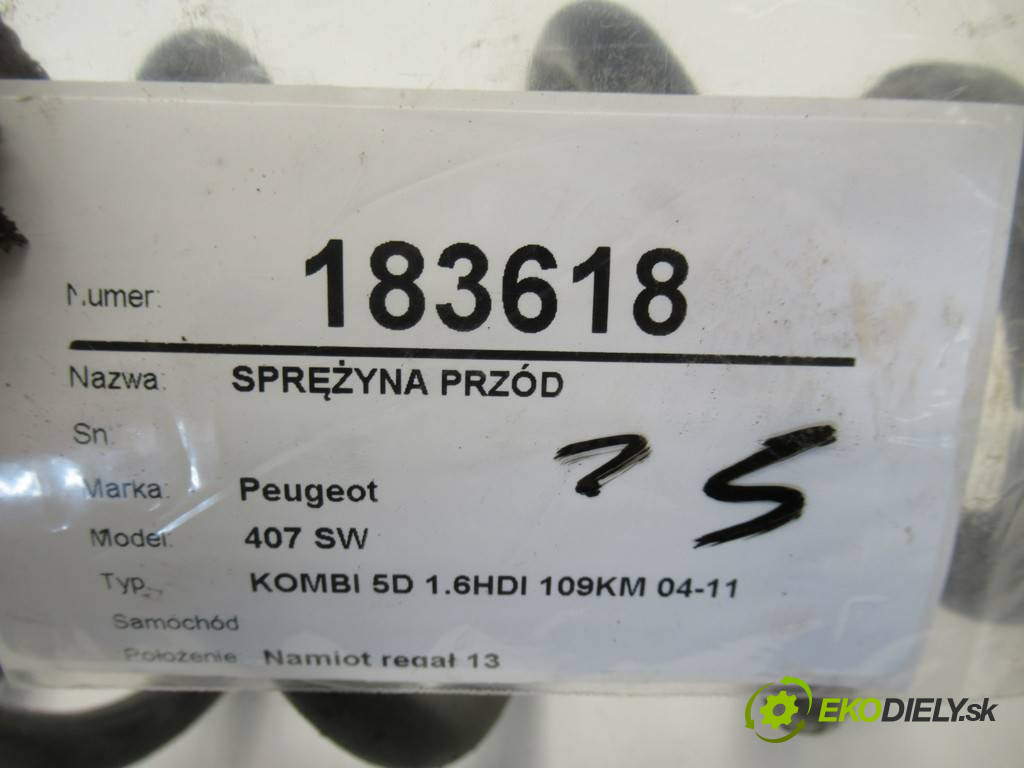 Numer: 183618
Nazwa: SPRĘŻYNA PRZÓD
Sn:
Marka: Peugeot
Model: 407 SW
Typ: KOMBI 5D 1.6HDI 109KM 04-11
Samochód
Położenie Namiot regał 13
EKODIELY.sk